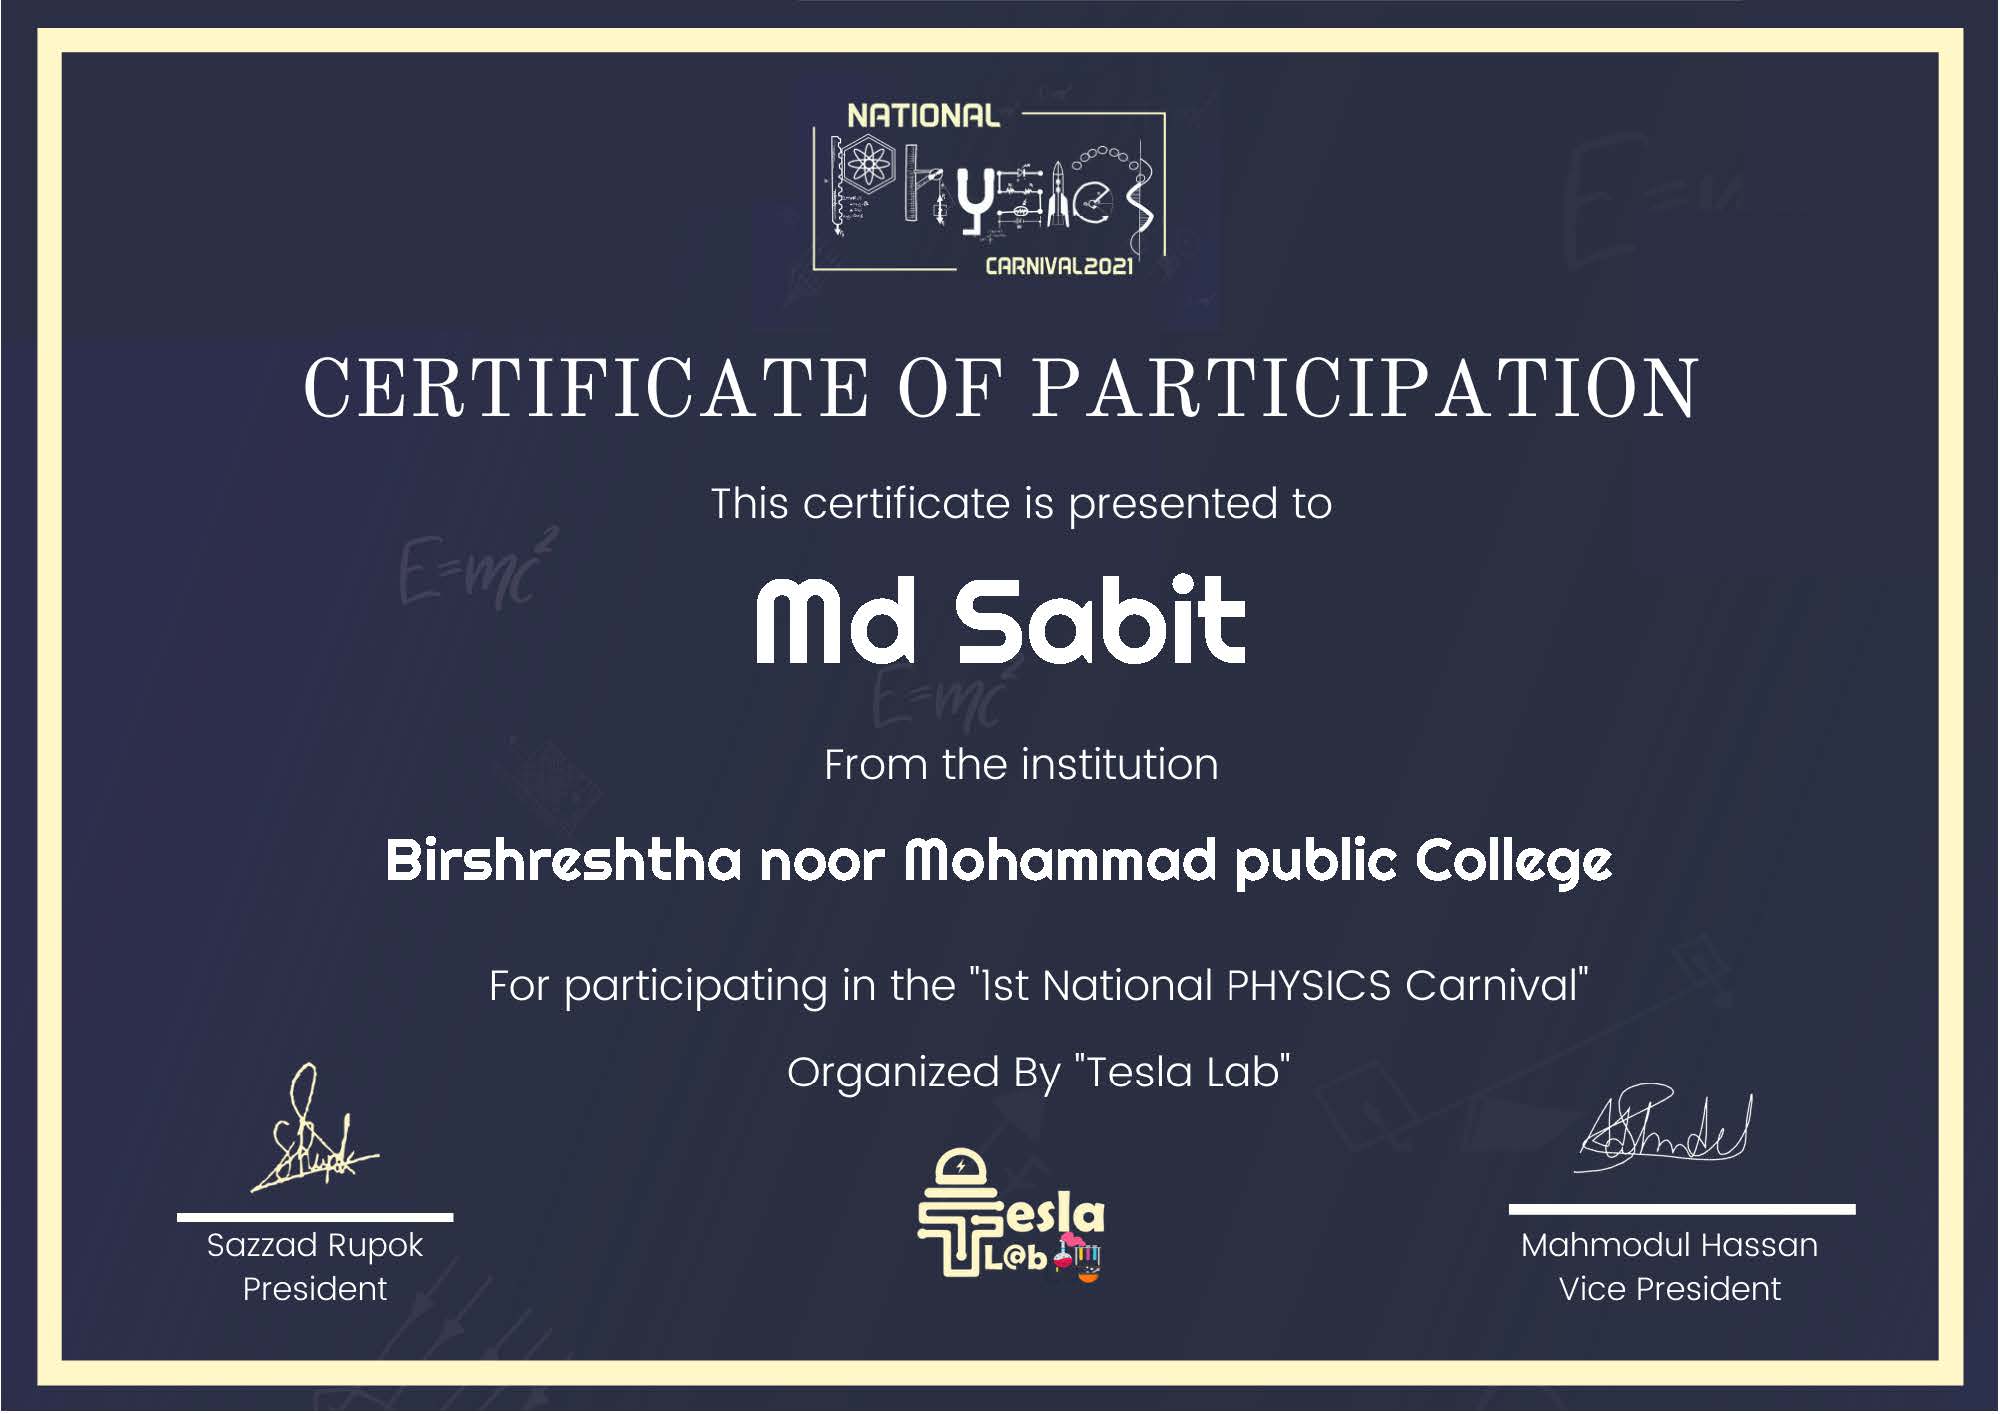 NATIONAL
Physics
CARNIVAL2021
CERTIFICATE OF PARTICIPATION
This certificate is presented to
E=mc²
Md Sabit
E=mc²
From the institution
Birshreshtha noor Mohammad public College
For participating in the "1st National PHYSICS Carnival"
Organized By "Tesla Lab"
Tesla
L@b
Sazzad Rupok
President
Mahmodul Hassan
Vice President